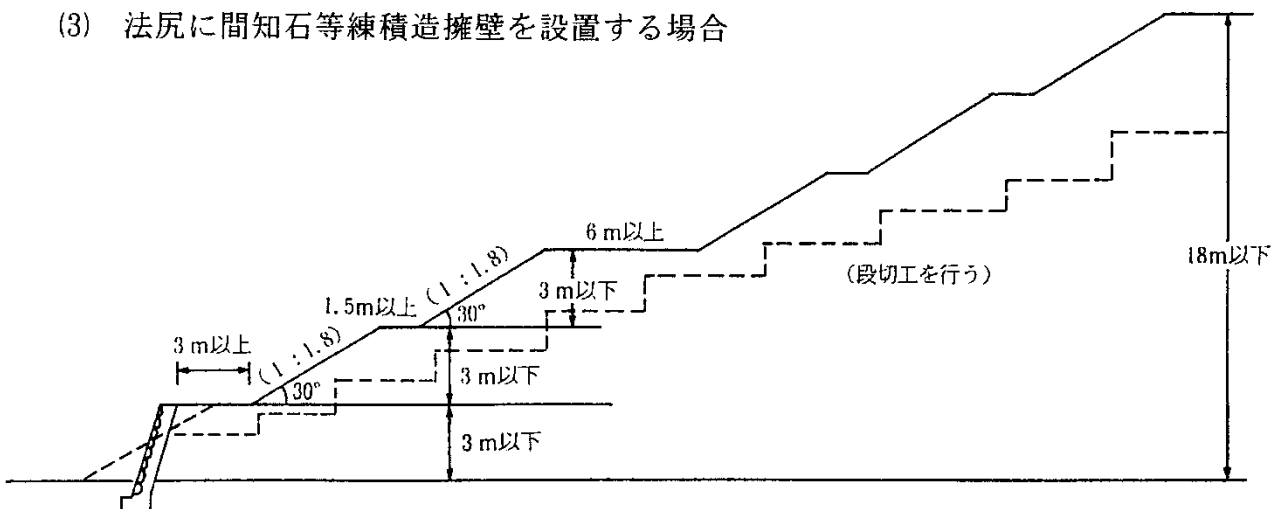 (3) 法尻に間知石等練積造擁壁を設置する場合
6m以上
(1:1.8)
3m以下
(段切工を行う)
18m以下
1.5m以上
30°
3m以上
(1:1.8)
3m以下
30°
3m以下